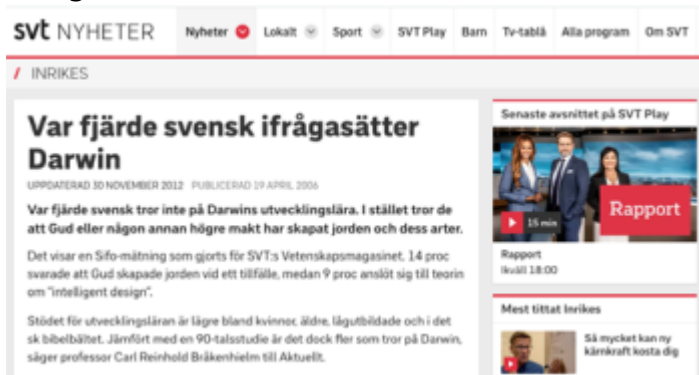 svt NYHETER
Nyheter Lokalt Sport SVT Play Barn Tv-tablå Alla program Om SVT
/ INRIKES
Var fjärde svensk ifrågasätter
Darwin
UPPDATERAD 30 NOVEMBER 2012 PUBLICERAD 19 APRIL 2006
Var fjärde svensk tror inte på Darwins utvecklingslära. I stället tror de
att Gud eller någon annan högre makt har skapat jorden och dess arter.
Det visar en Sifo-mätning som gjorts för SVT:s Vetenskapsmagasinet. 14 proc
svarade att Gud skapade jorden vid ett tillfälle, medan 9 proc anslöt sig till teorin
om "intelligent design".
Stödet för utvecklingsläran är lägre bland kvinnor, äldre, lågutbildade och i det
sk bibelbältet. Jämfört med en 90-talsstudie är det dock fler som tror på Darwin,
säger professor Carl Reinhold Bråkenhielm till Aktuellt.
Senaste avsnittet på SVT Play
15 min
Rapport
Rapport
Ikväll 18:00
Mest tittat Inrikes
Så mycket kan ny
kärnkraft kosta dig